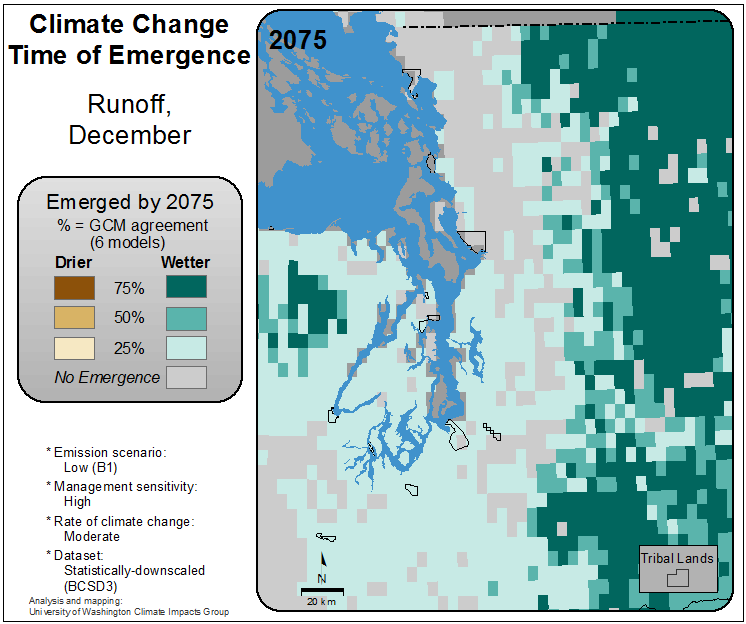 Climate Change
Time of Emergence
Runoff,
December
Emerged by 2075
% = GCM agreement
(6 models)
Drier Wetter
75%
50%
25%
No Emergence
* Emission scenario:
Low (B1)
* Management sensitivity:
High
* Rate of climate change:
Moderate
* Dataset:
Statistically-downscaled
(BCSD3)
Analysis and mapping:
University of Washington Climate Impacts Group
2075
N
20 km
Tribal Lands